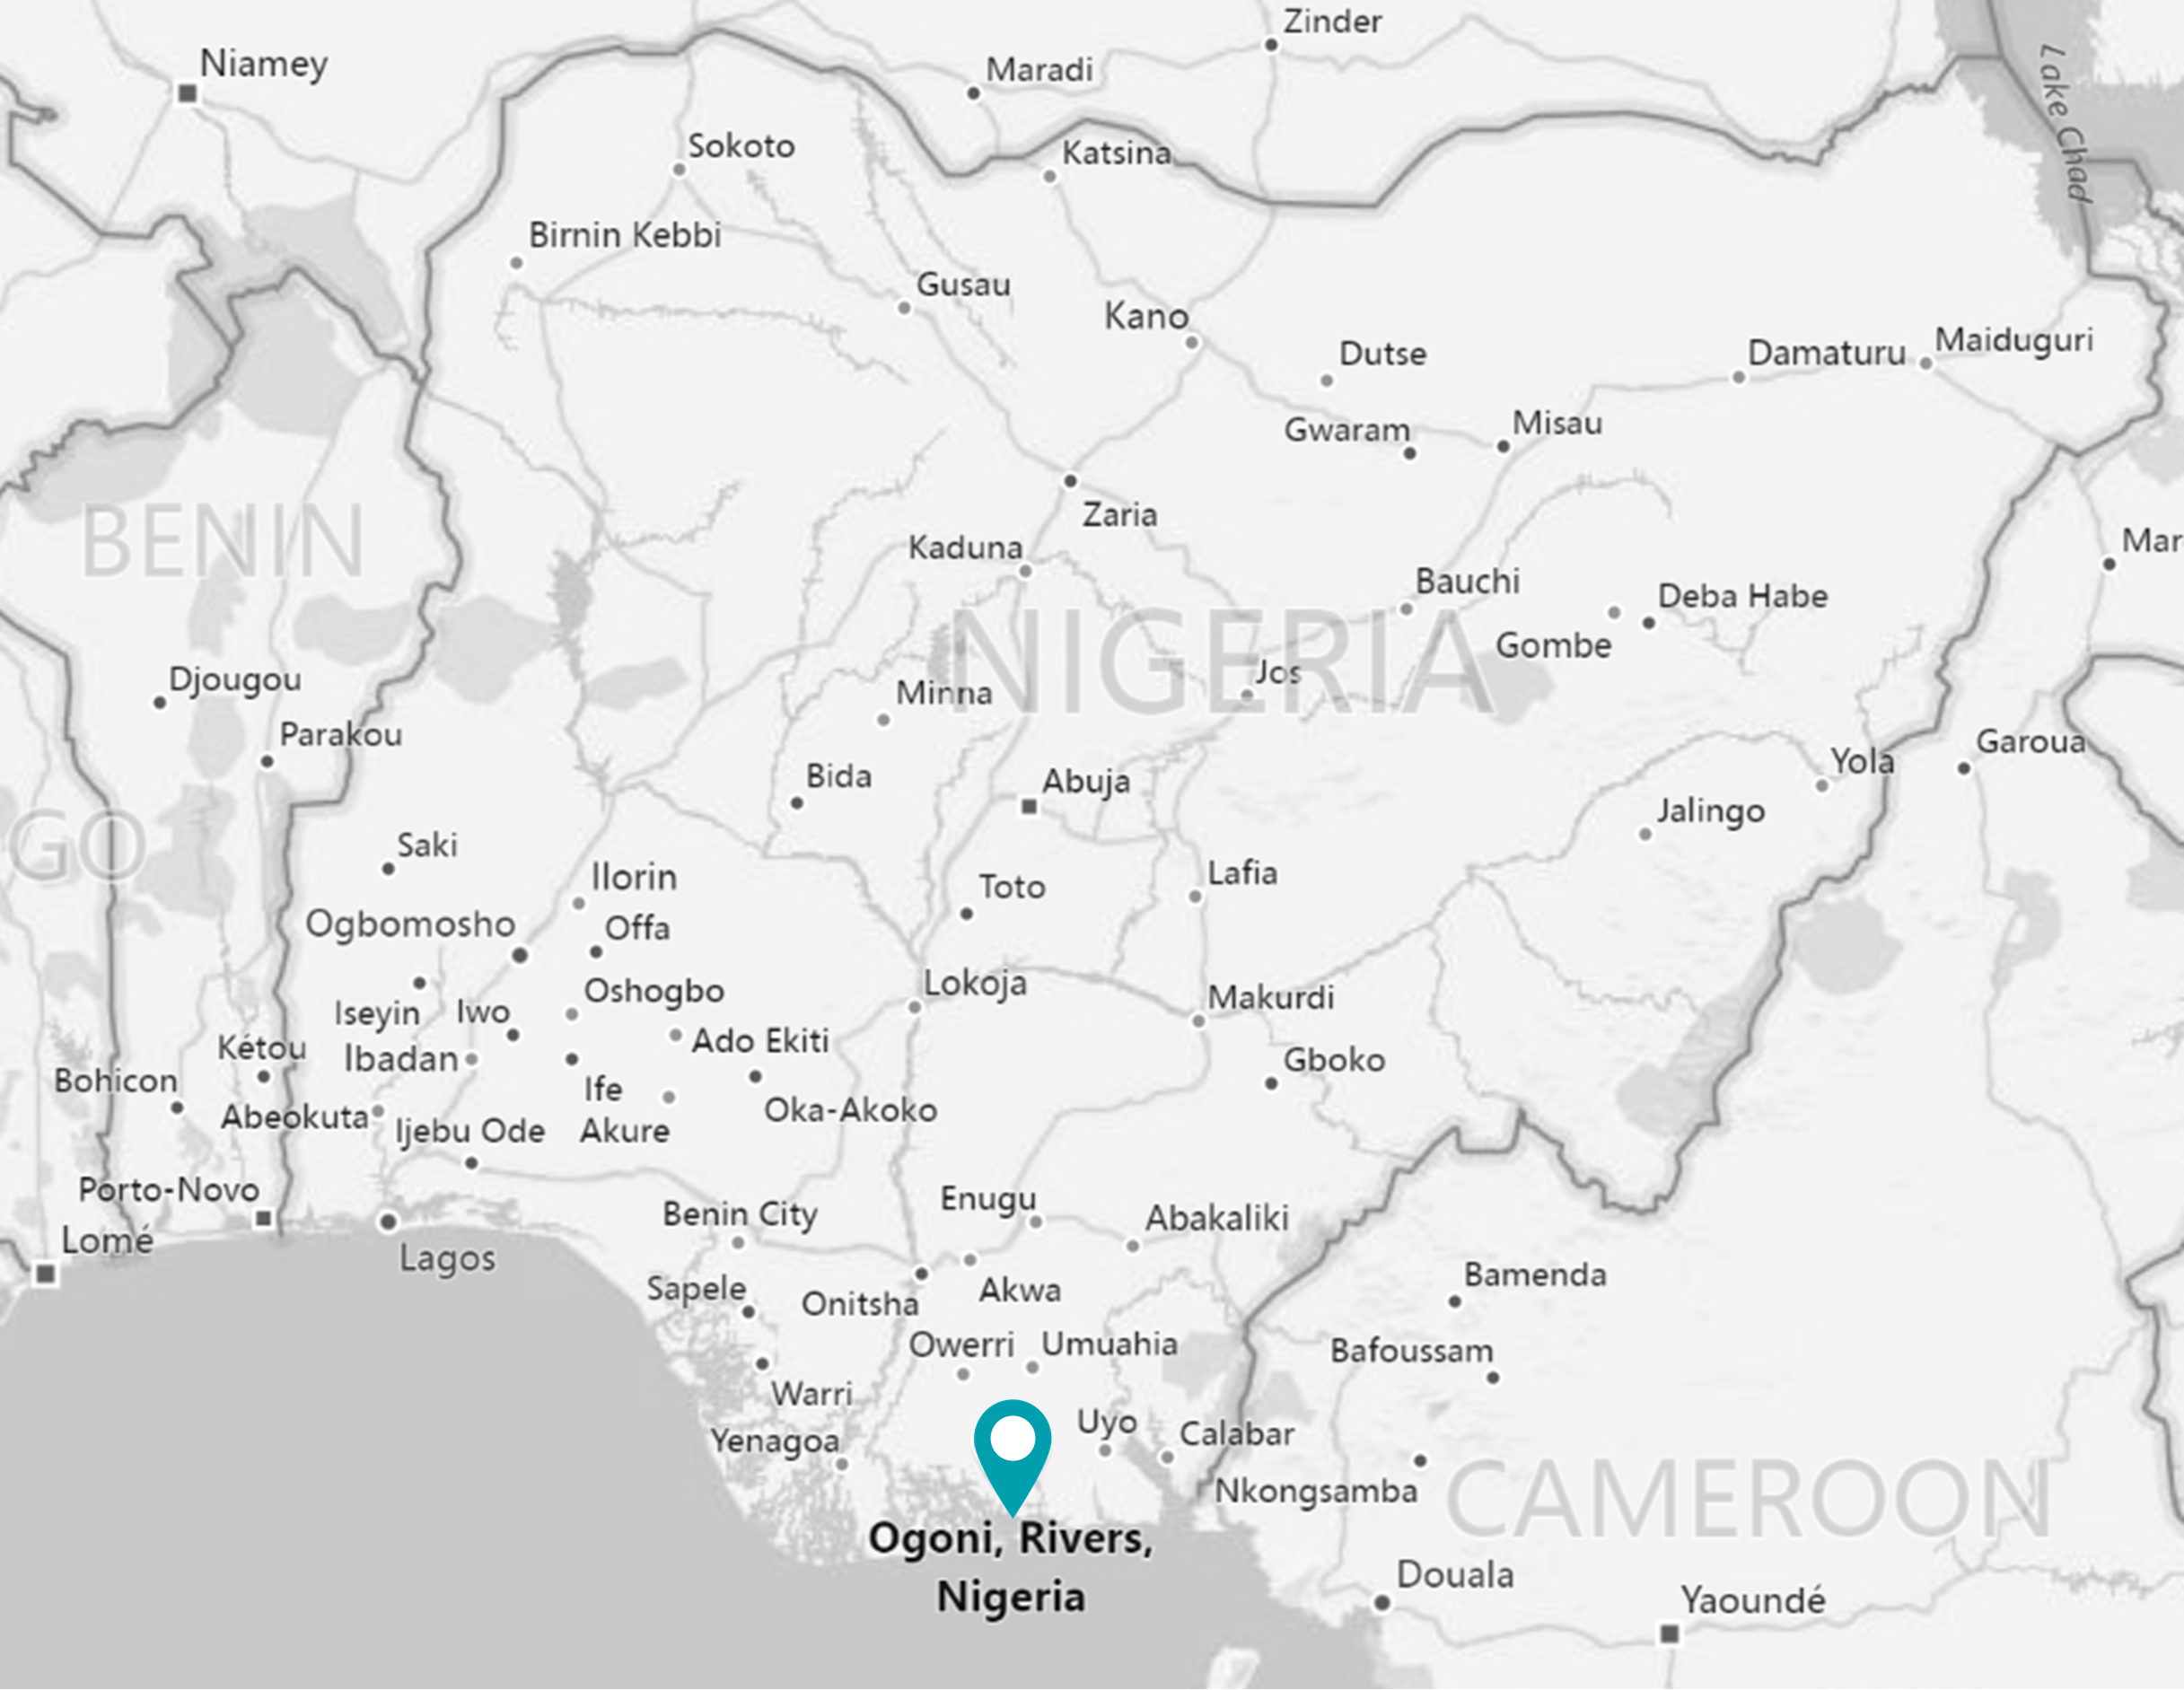 Zinder
Niamey
Maradi
Lake Chad
Sokoto
Katsina
Birnin Kebbi
Gusau
Kano
Dutse
Damaturu
Maiduguri
Gwaram
Misau
Zaria
BENIN
Kaduna
Mar
Bauchi
Deba Habe
NIGERIA
Gombe
Djougou
Minna
Jos
Parakou
Garoua
Bida
Abuja
Yola
Jalingo
GO
Saki
Ilorin
Toto
Lafia
Ogbomosho
Offa
Oshogbo
Lokoja
Makurdi
Iseyin
Iwo
Ado Ekiti
Kétou
Ibadan
Gboko
Bohicon
Ife
Abeokuta
Oka-Akoko
Ijebu Ode
Akure
Porto-Novo
Enugu
Benin City
Abakaliki
Lomé
Lagos
Bamenda
Sapele
Akwa
Onitsha
Owerri
Umuahia
Bafoussam
Warri
Uyo
Calabar
Yenagoa
Nkongsamba
CAMEROON
Ogoni, Rivers,
Nigeria
Douala
Yaoundé